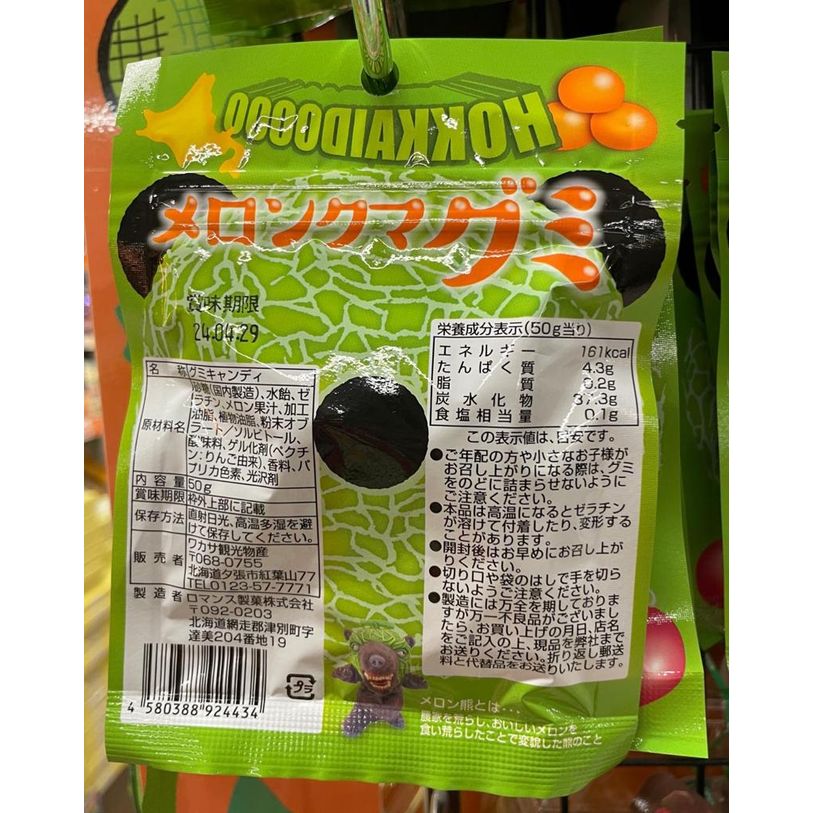 HOKKAIDOOOO
メロンクマグミ
賞味期限
24.04.29
名 称 グミキャンディ
原材料名 砂糖(国内製造)、水飴、ゼ
ラチン、メロン果汁、加工
油脂、植物油脂、粉末オブ
ラート/ソルビトール、
酸味料、ゲル化剤(ペクチ
ン:りんご由来)、香料、パ
プリカ色素、光沢剤
内容量 50g
賞味期限 枠外上部に記載
保存方法 直射日光、高温多湿を避
けて保存してください。
販売者 ワカサ観光物産
〒068-0755
北海道夕張市紅葉山77
TEL0123-57-7771
製造者 ロマンス製菓株式会社
〒092-0203
北海道網走郡津別町字
達美204番地19
4 580388 924434
栄養成分表示(50g当り)
エネルギー 161kcal
たんぱく質 4.3g
脂質 0.2g
炭水化物 37.3g
食塩相当量 0.1g
この表示値は、目安です。
●ご年配の方や小さなお子様が
お召し上がりになる際は、グミ
をのどに詰まらせないように
ご注意ください。
●本品は高温になるとゼラチン
が溶けて付着したり、変形する
ことがあります。
●開封後はお早めにお召し上が
りください。
●切り口や袋のはしで手を切ら
ないようご注意ください。
●製造には万全を期しておりま
すが万一不良品がございまし
たら、お買い上げの月日、店名
をご記入の上、現品を弊社まで
お送りください。折り返し郵送
料と代替品をお送りいたします。
プラ
メロン熊とは・・・
農家を荒らし、おいしいメロンを
食い荒らしたことで変貌した熊のこと